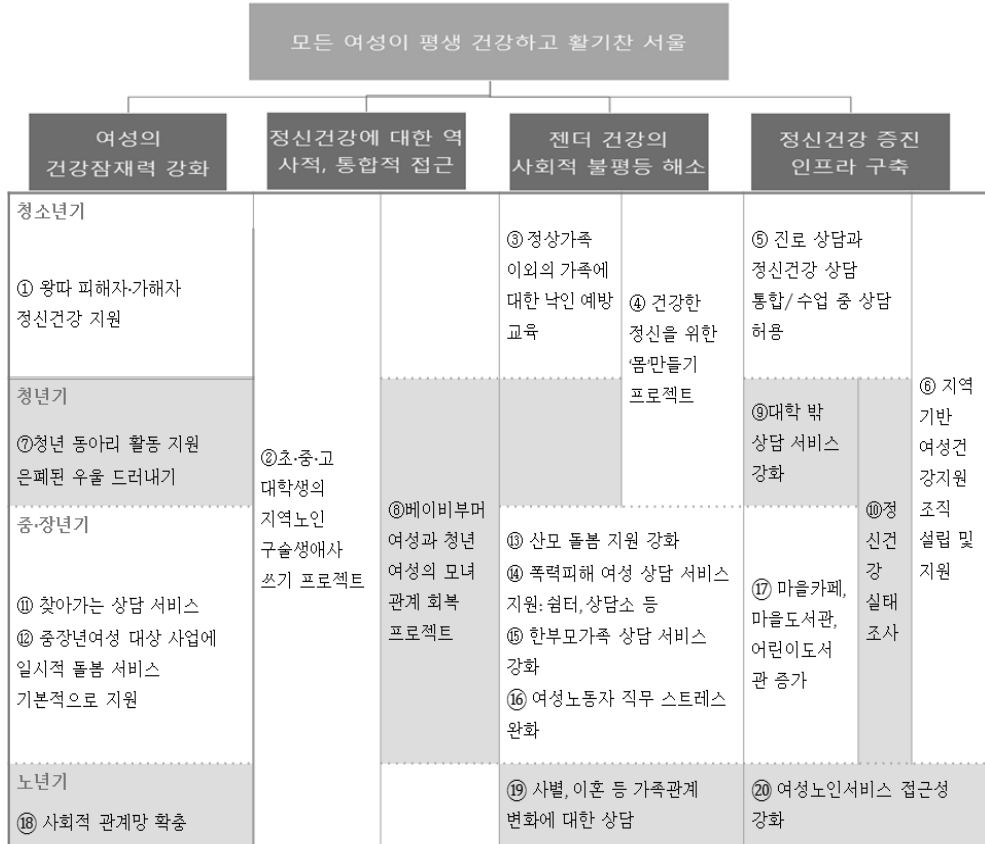 모든 여성이 평생 건강하고 활기찬 서울
여성의
건강잠재력 강화
정신건강에 대한 역
사적, 통합적 접근
젠더 건강의
사회적 불평등 해소
정신건강 증진
인프라 구축
청소년기
① 왕따 피해자·가해자
정신건강 지원
청년기
⑦청년 동아리 활동 지원
은폐된 우울 드러내기
중·장년기
⑪ 찾아가는 상담 서비스
⑫ 중장년여성 대상 사업에
일시적 돌봄 서비스
기본적으로 지원
노년기
⑱ 사회적 관계망 확충
②초·중·고
대학생의
지역노인
구술생애사
쓰기 프로젝트
⑧베이비부머
여성과 청년
여성의 모녀
관계 회복
프로젝트
③ 정상가족
이외의 가족에
대한 낙인 예방
교육
④ 건강한
정신을 위한
'몸'만들기
프로젝트
⑬ 산모 돌봄 지원 강화
⑭ 폭력피해 여성 상담 서비스
지원: 쉼터, 상담소 등
⑮ 한부모가족 상담 서비스
강화
⑯ 여성노동자 직무 스트레스
완화
⑲ 사별, 이혼 등 가족관계
변화에 대한 상담
⑤ 진로 상담과
정신건강 상담
통합/ 수업 중 상담
허용
⑨대학 밖
상담 서비스
강화
⑰ 마을카페,
마을도서관,
어린이도서
관 증가
⑩정
신건
강
실태
조사
⑥ 지역
기반
여성건
강지원
조직
설립 및
지원
⑳ 여성노인서비스 접근성
강화